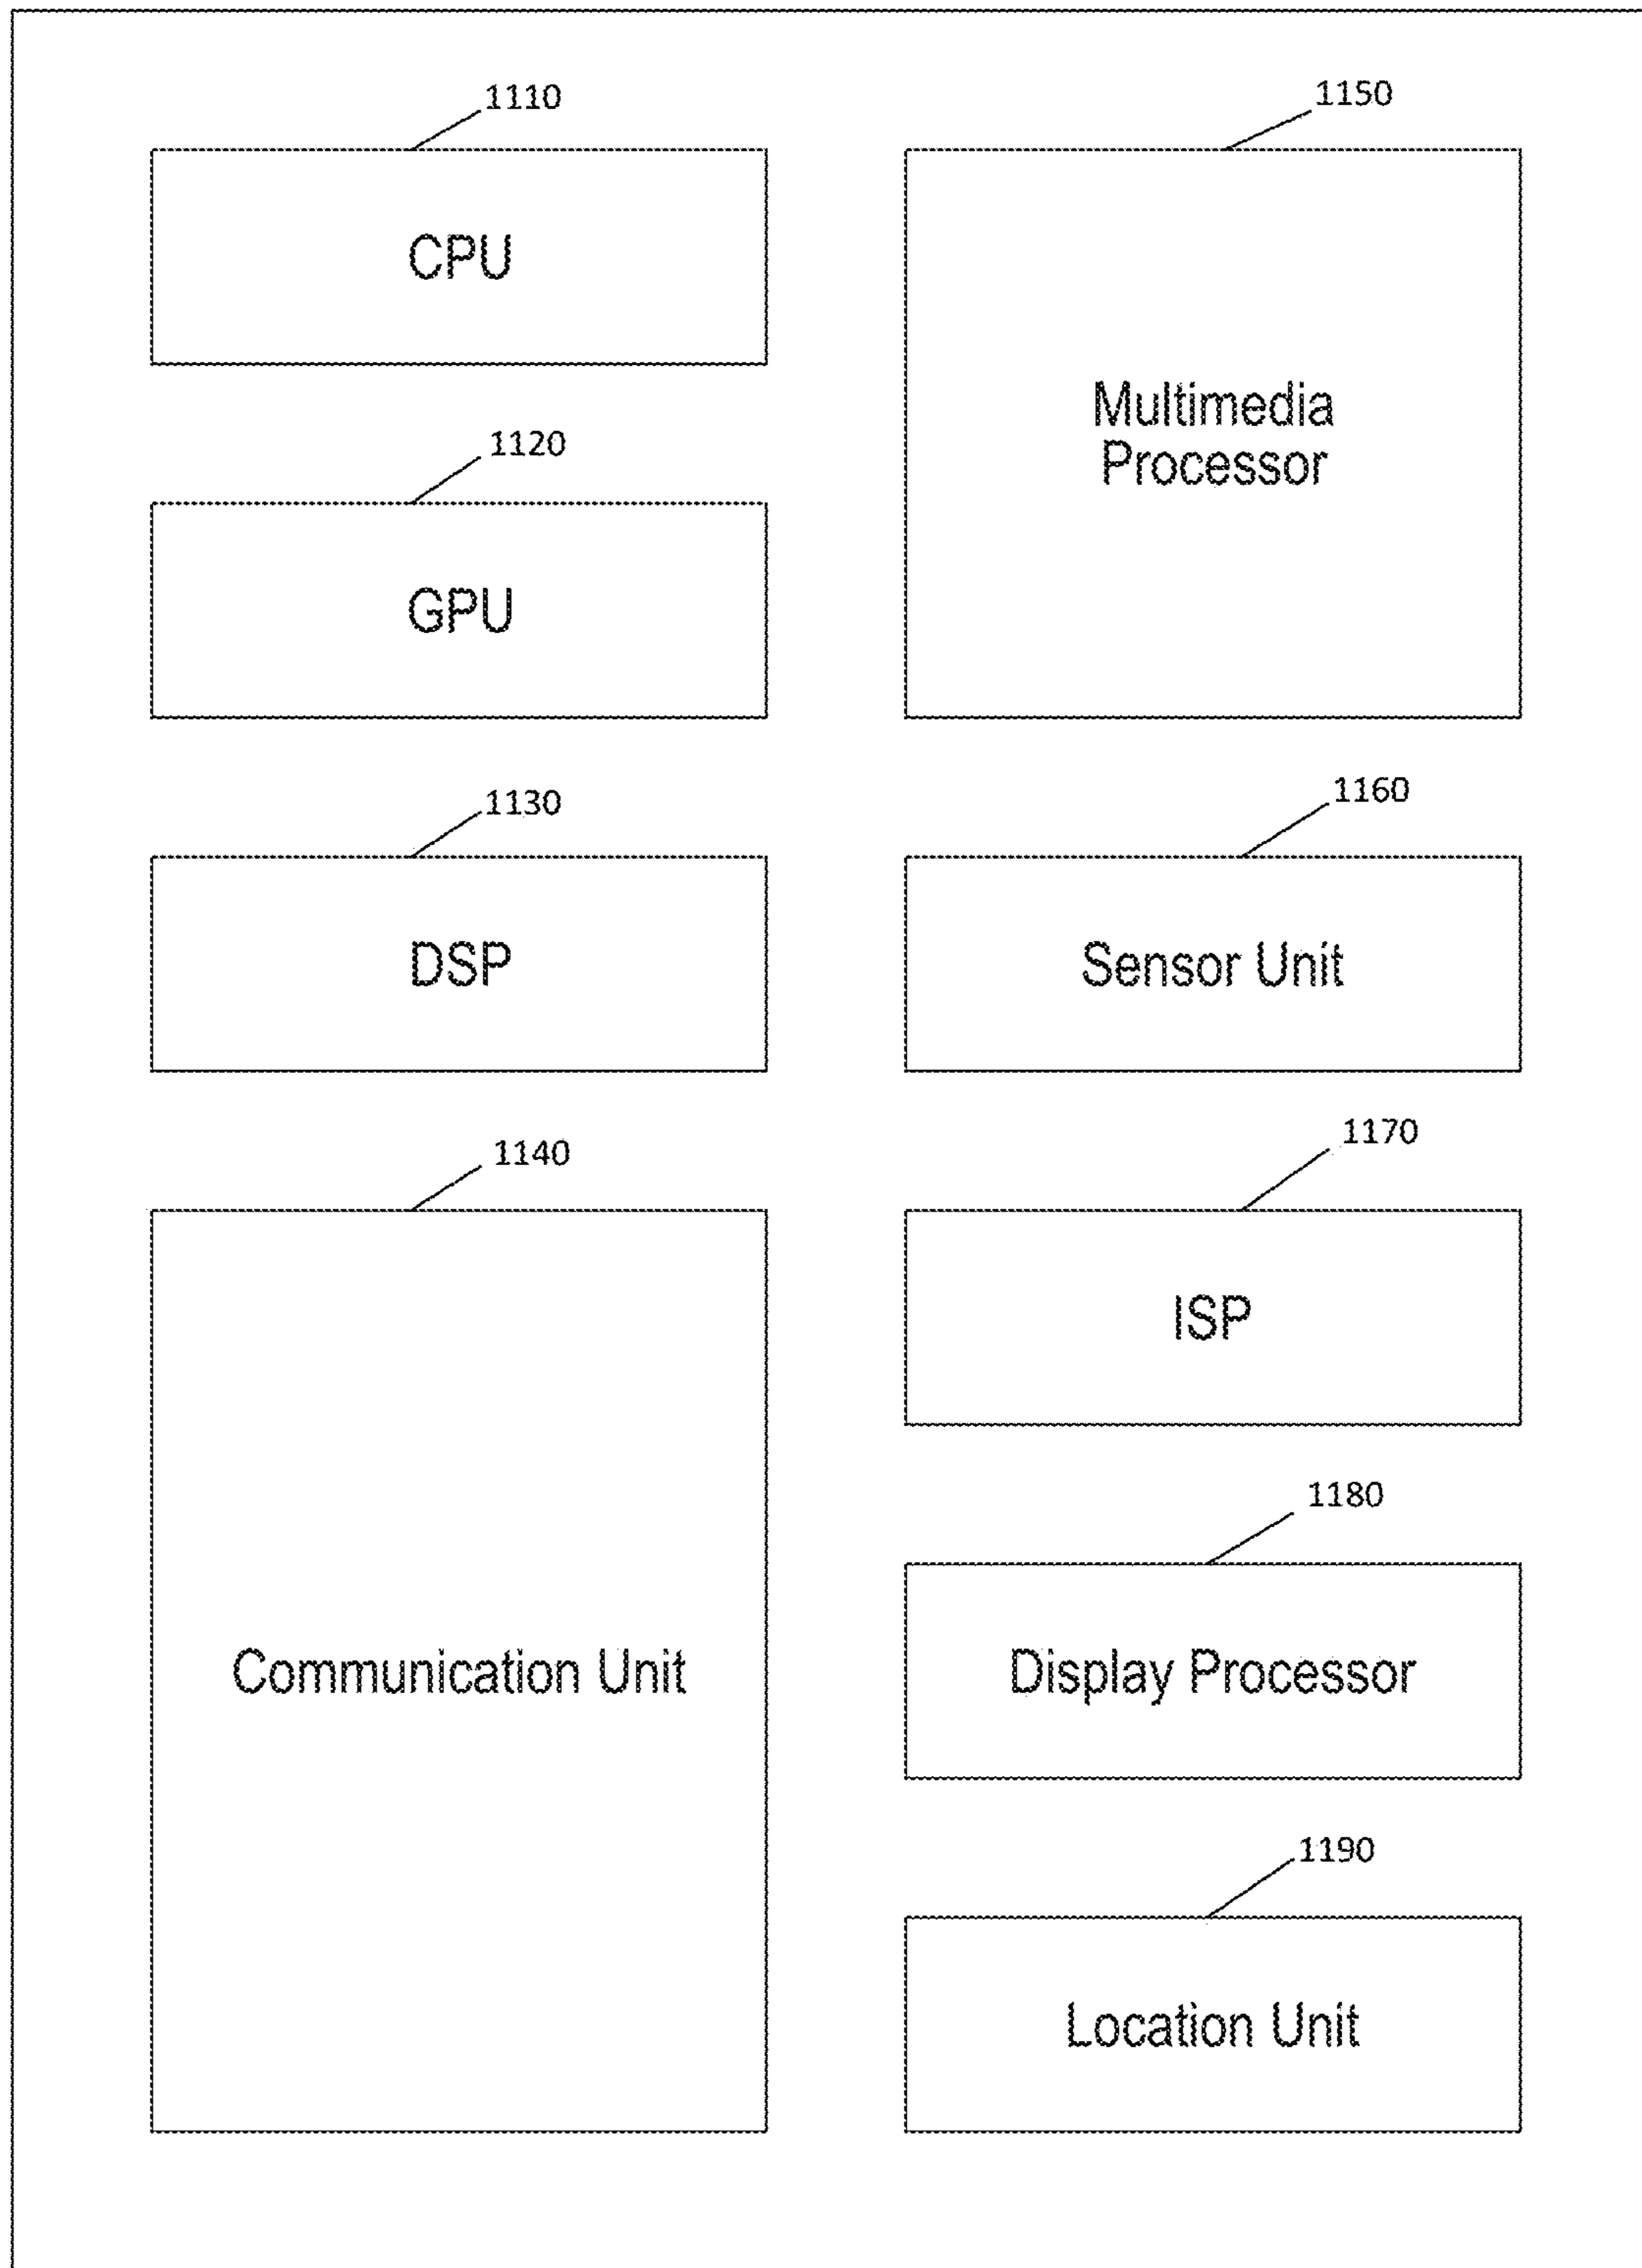 1110
CPU
1120
GPU
1130
DSP
1140
Communication Unit
1150
Multimedia
Processor
1160
Sensor Unit
1170
ISP
1180
Display Processor
1190
Location Unit